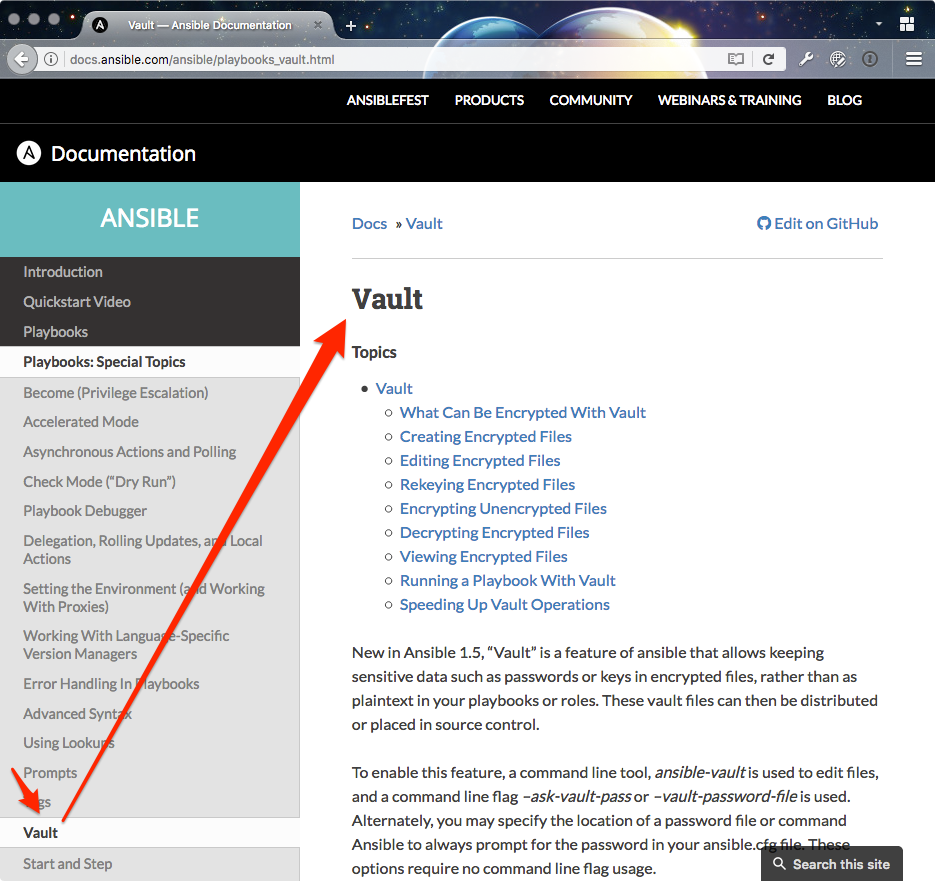 Vault — Ansible Documentation
docs.ansible.com/ansible/playbooks_vault.html
ANSIBLEFEST PRODUCTS COMMUNITY WEBINARS & TRAINING BLOG
Documentation
ANSIBLE
Introduction
Quickstart Video
Playbooks
Playbooks: Special Topics
Become (Privilege Escalation)
Accelerated Mode
Asynchronous Actions and Polling
Check Mode (“Dry Run”)
Playbook Debugger
Delegation, Rolling Updates, and Local
Actions
Setting the Environment (and Working
With Proxies)
Working With Language-Specific
Version Managers
Error Handling In Playbooks
Advanced Syntax
Using Lookups
Prompts
Vault
Start and Step
Docs » Vault
Edit on GitHub
Vault
Topics
Vault
What Can Be Encrypted With Vault
Creating Encrypted Files
Editing Encrypted Files
Rekeying Encrypted Files
Encrypting Unencrypted Files
Decrypting Encrypted Files
Viewing Encrypted Files
Running a Playbook With Vault
Speeding Up Vault Operations
New in Ansible 1.5, “Vault” is a feature of ansible that allows keeping
sensitive data such as passwords or keys in encrypted files, rather than as
plaintext in your playbooks or roles. These vault files can then be distributed
or placed in source control.
To enable this feature, a command line tool, ansible-vault is used to edit files,
and a command line flag –ask-vault-pass or –vault-password-file is used.
Alternately, you may specify the location of a password file or command
Ansible to always prompt for the password in your ansible.cfg file. These
options require no command line flag usage.
Search this site